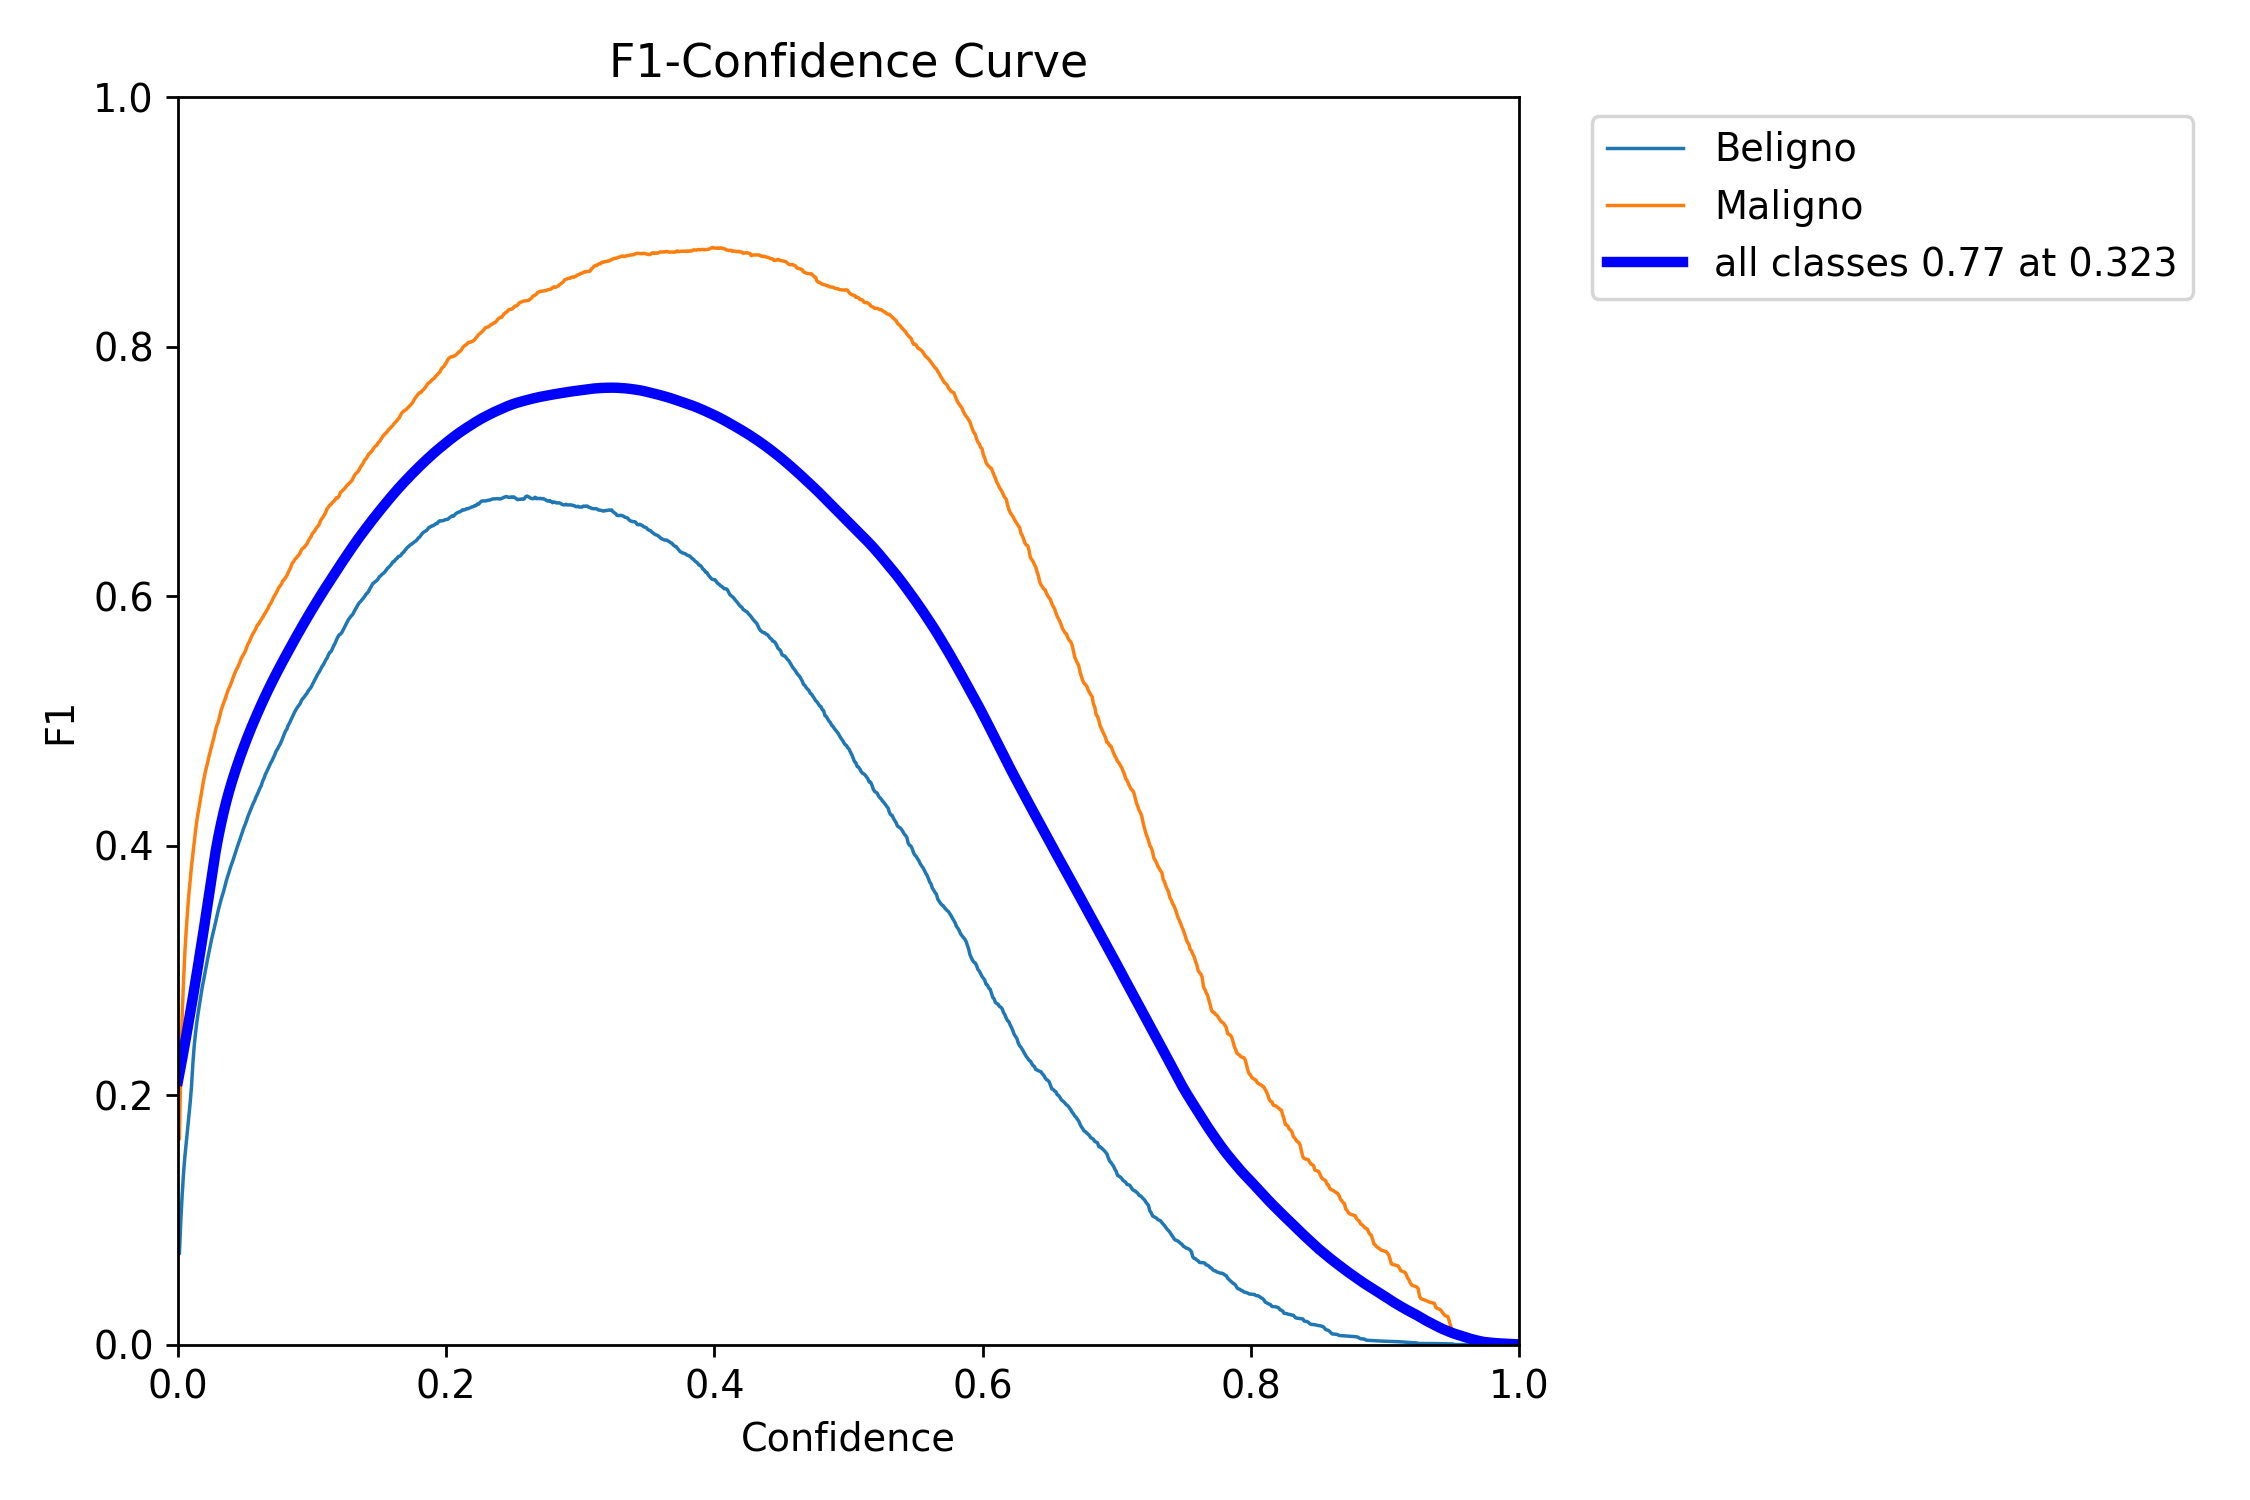 F1-Confidence Curve
1.0
0.8
0.6
0.4
0.2
0.0
F1
0.0 0.2 0.4 0.6 0.8 1.0
Confidence
Beligno
Maligno
all classes 0.77 at 0.323